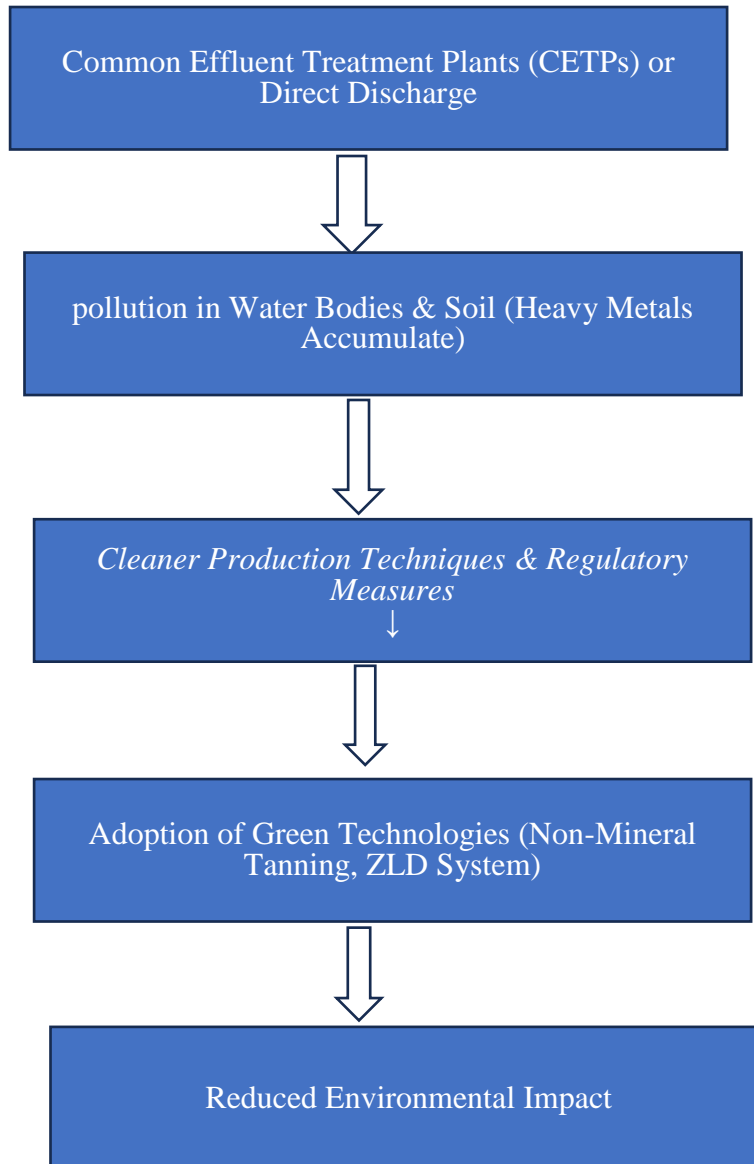 Common Effluent Treatment Plants (CETPs) or
Direct Discharge
pollution in Water Bodies & Soil (Heavy Metals
Accumulate)
Cleaner Production Techniques & Regulatory
Measures
↓
Adoption of Green Technologies (Non-Mineral
Tanning, ZLD System)
Reduced Environmental Impact